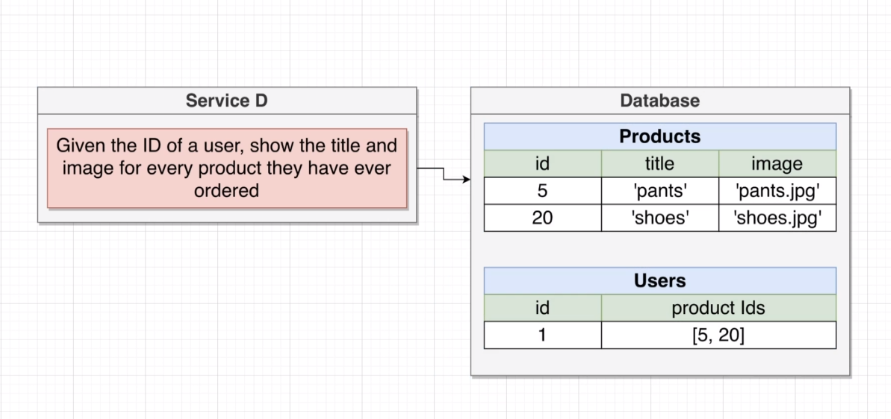 Service D
Given the ID of a user, show the title and
image for every product they have ever
ordered
Database
Products
id title image
5 'pants' 'pants.jpg'
20 'shoes' 'shoes.jpg'
Users
id product Ids
1 [5, 20]